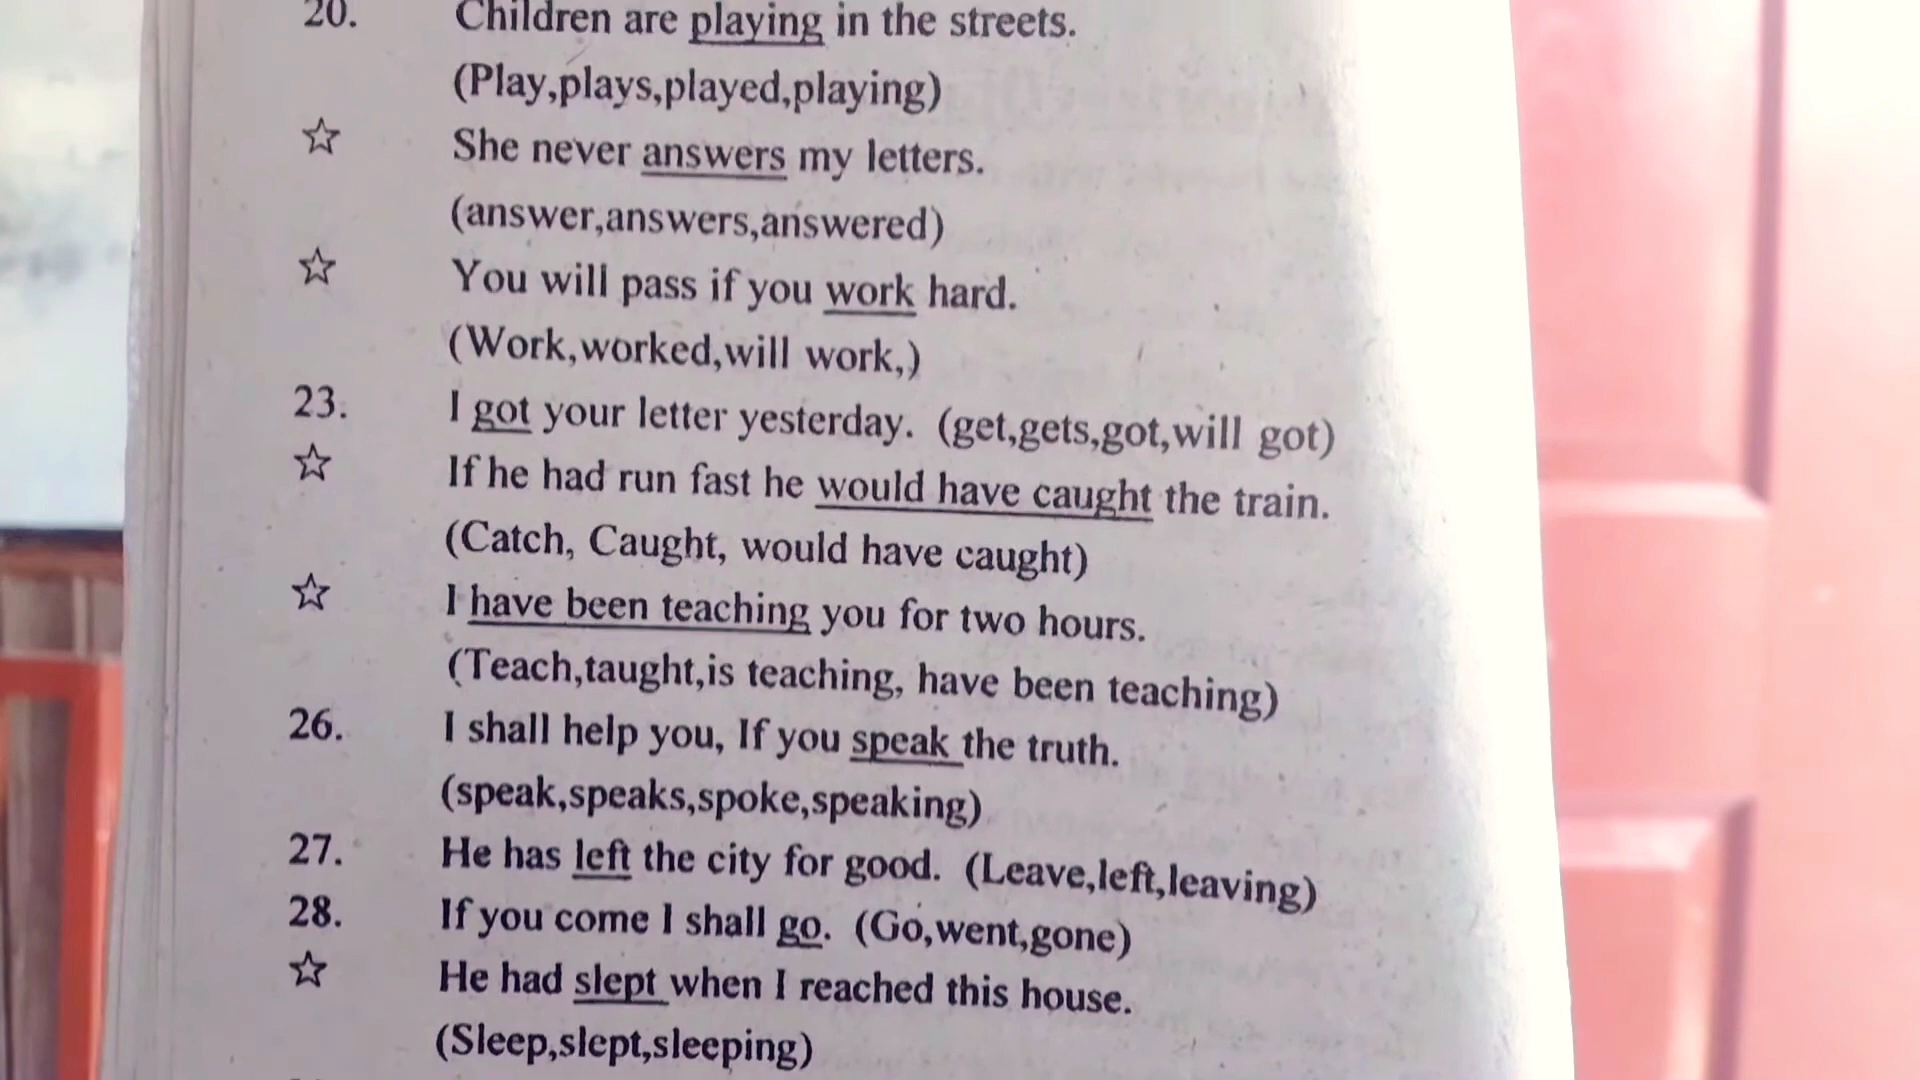 20. Children are playing in the streets.
(Play,plays,played,playing)
☆ She never answers my letters.
(answer,answers,answered)
☆ You will pass if you work hard.
(Work,worked,will work,)
23. I got your letter yesterday. (get,gets,got,will got)
☆ If he had run fast he would have caught the train.
(Catch, Caught, would have caught)
☆ I have been teaching you for two hours.
(Teach,taught,is teaching, have been teaching)
26. I shall help you, If you speak the truth.
(speak,speaks,spoke,speaking)
27. He has left the city for good. (Leave,left,leaving)
28. If you come I shall go. (Go,went,gone)
☆ He had slept when I reached this house.
(Sleep,slept,sleeping)